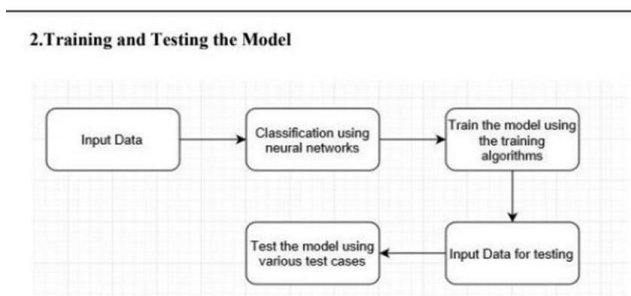 2.Training and Testing the Model
Input Data
Classification using
neural networks
Train the model using
the training
algorithms
Input Data for testing
Test the model using
various test cases